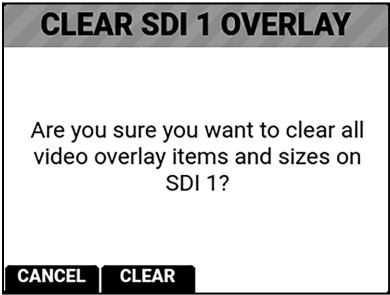 CLEAR SDI 1 OVERLAY
Are you sure you want to clear all
video overlay items and sizes on
SDI 1?
CANCEL CLEAR